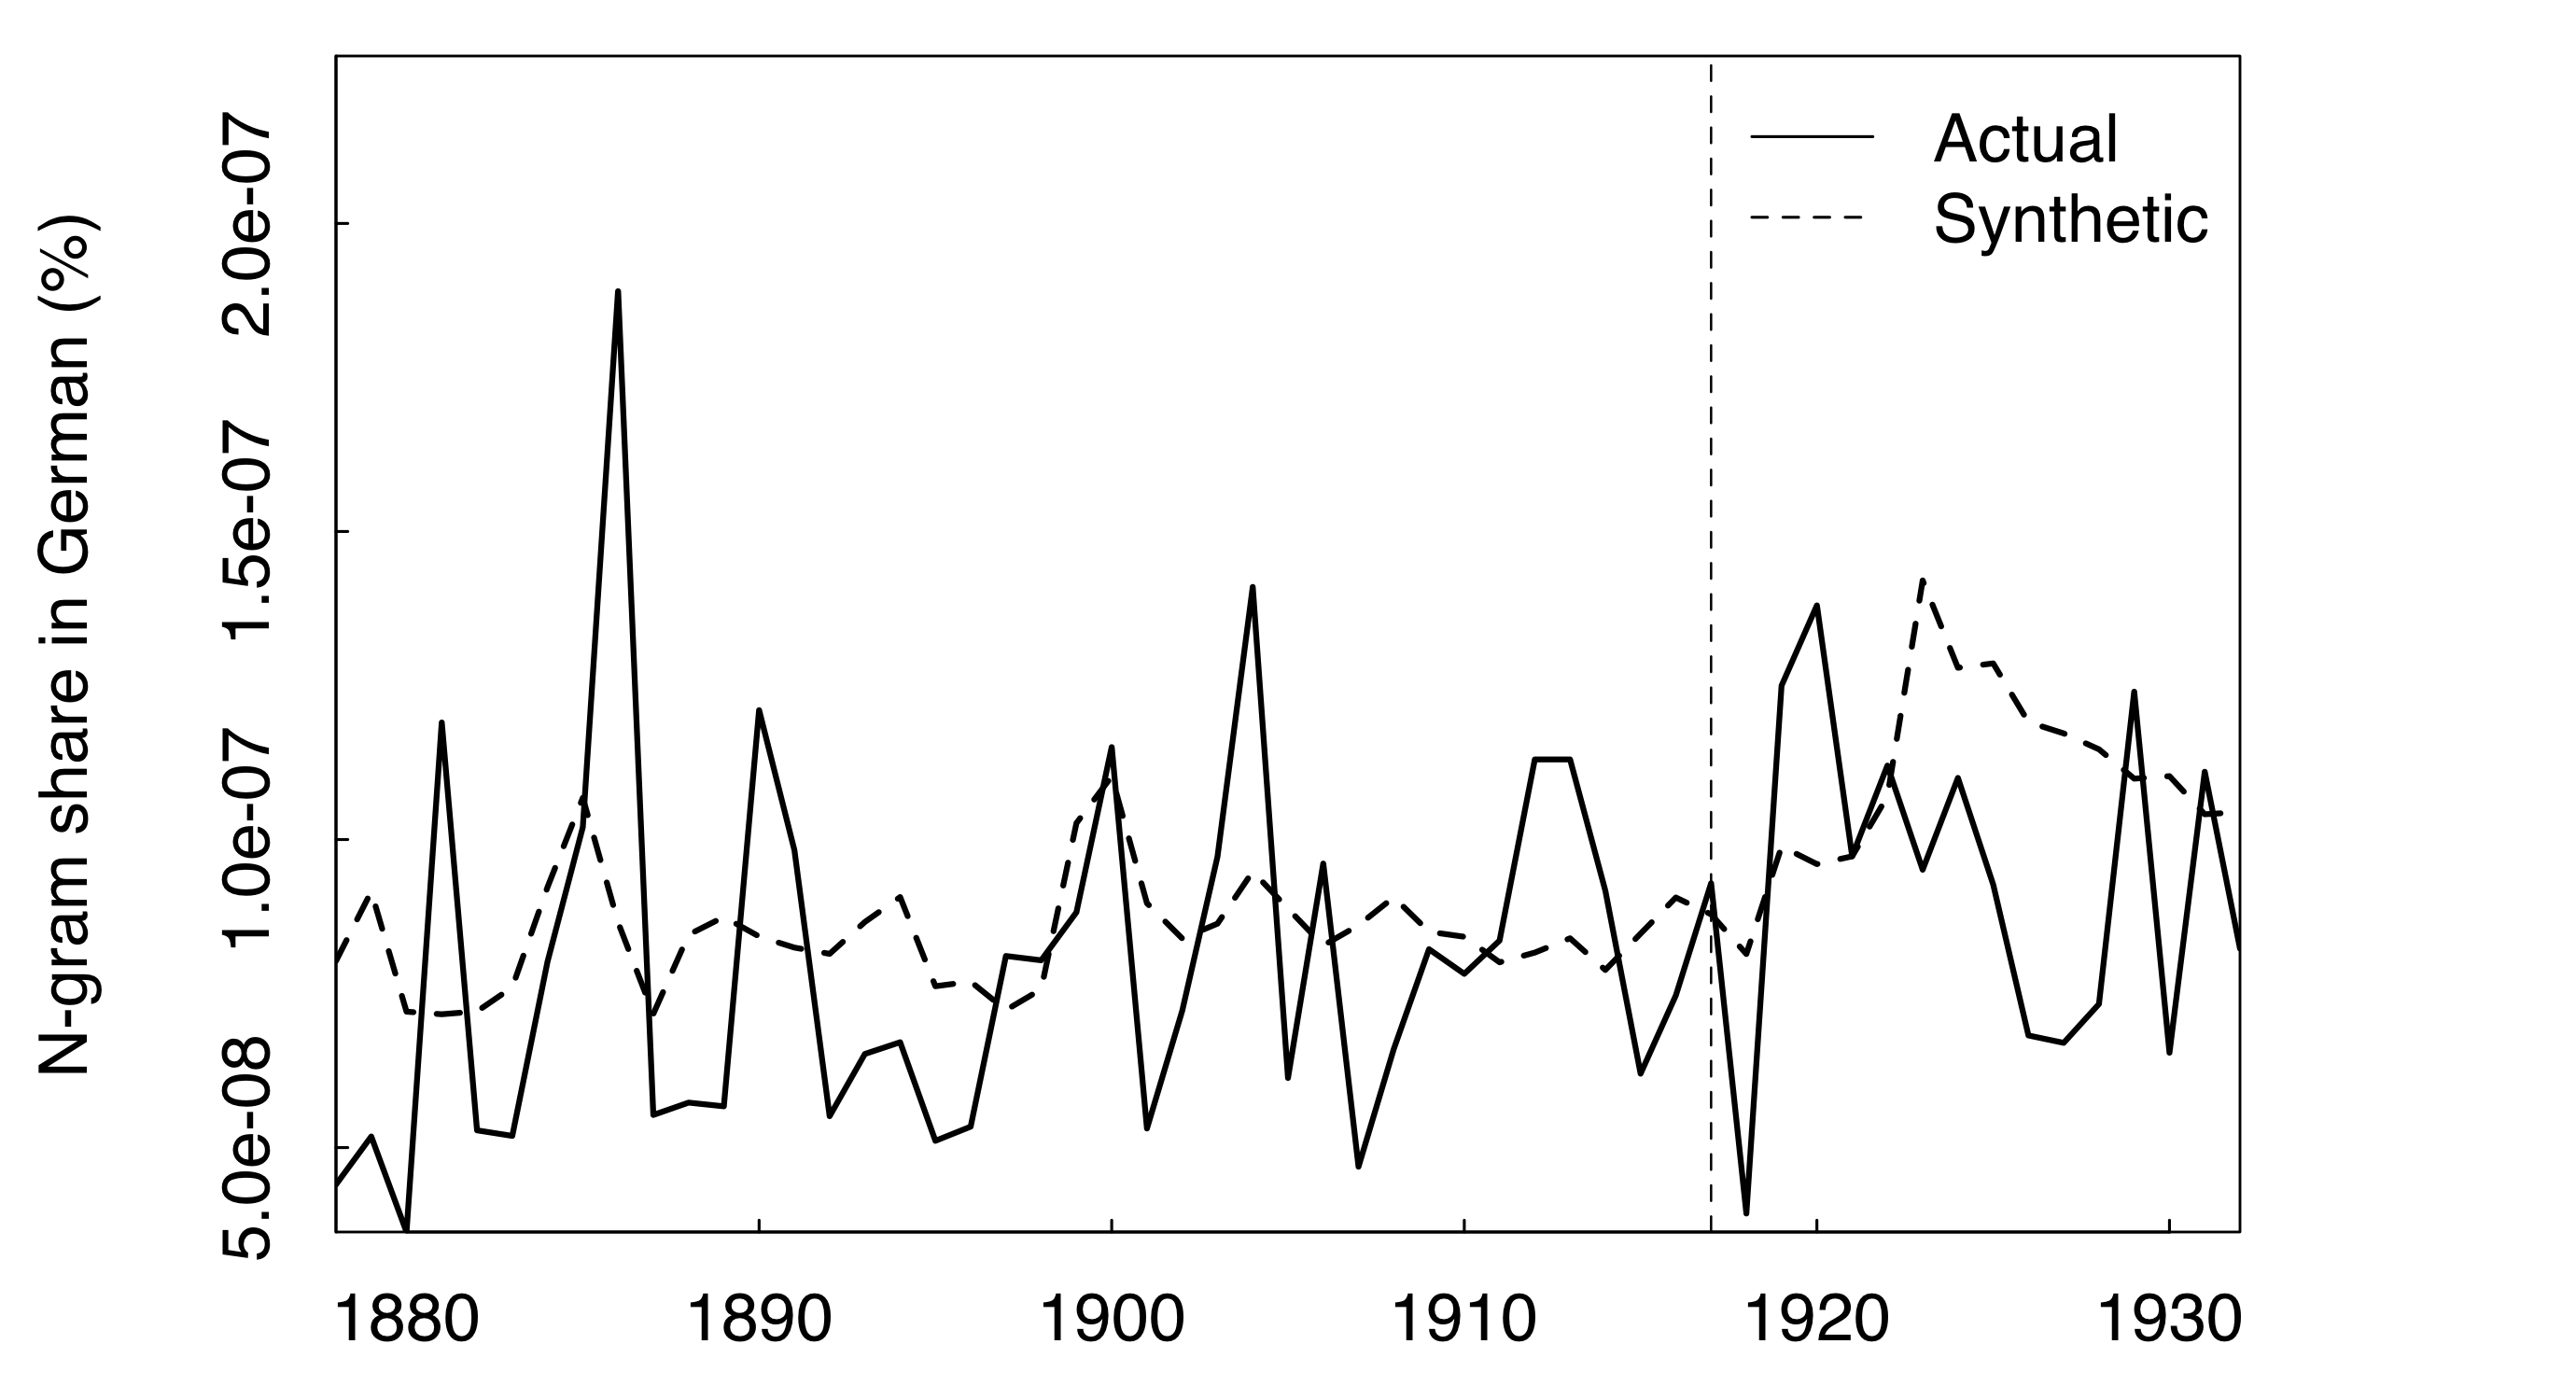 N-gram share in German (%)
2.0e-07
1.5e-07
1.0e-07
5.0e-08
Actual
Synthetic
1880 1890 1900 1910 1920 1930